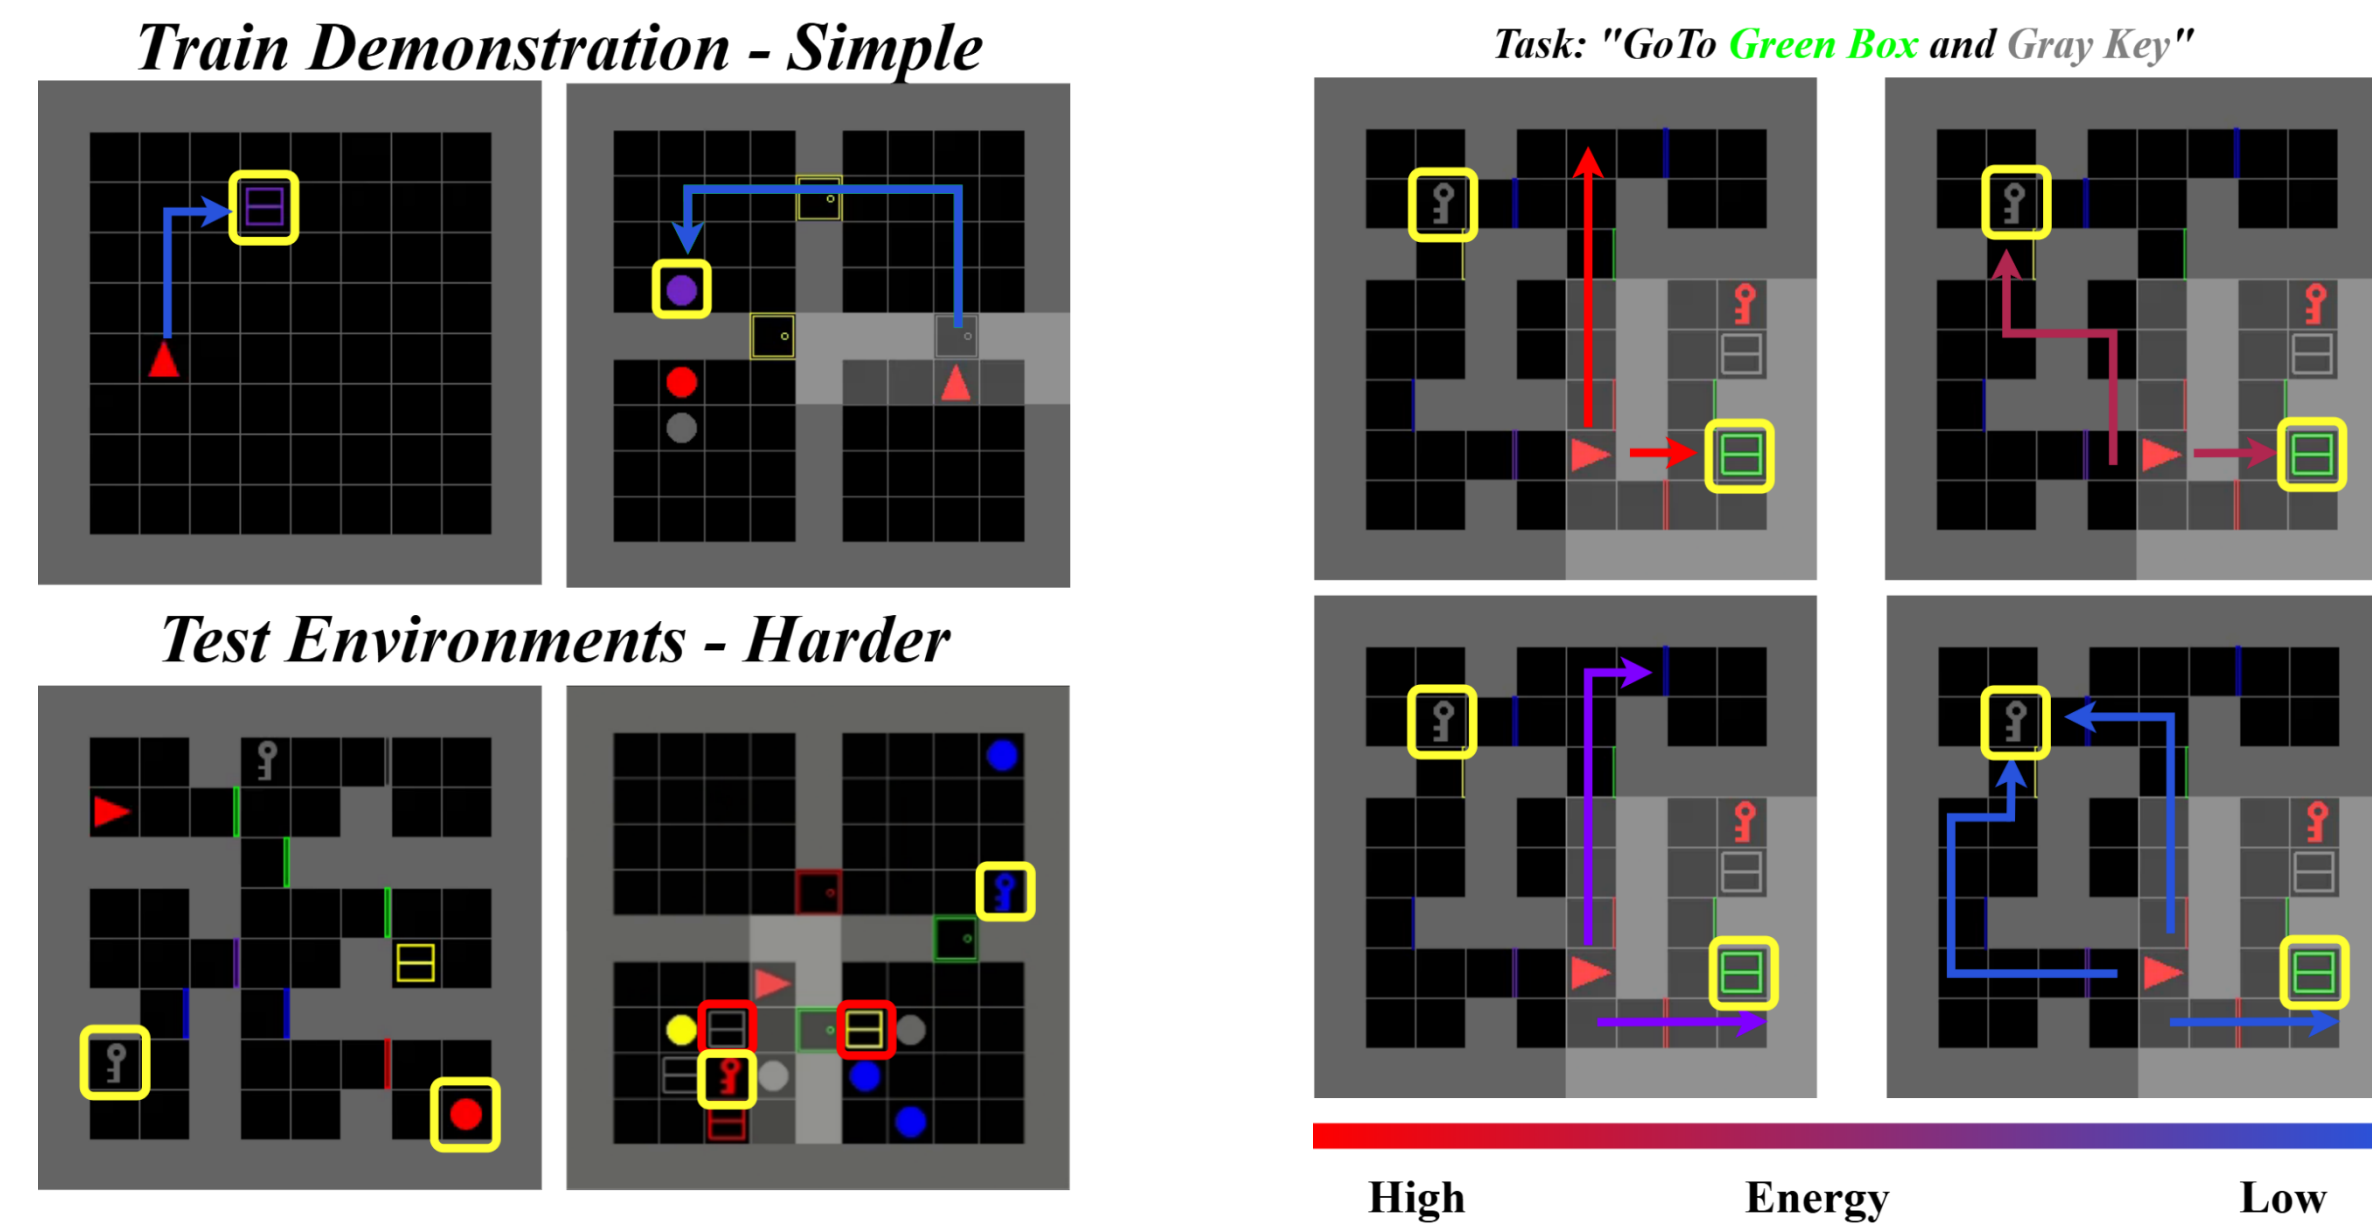 Train Demonstration - Simple
Test Environments - Harder
Task: "GoTo Green Box and Gray Key"
High Energy Low